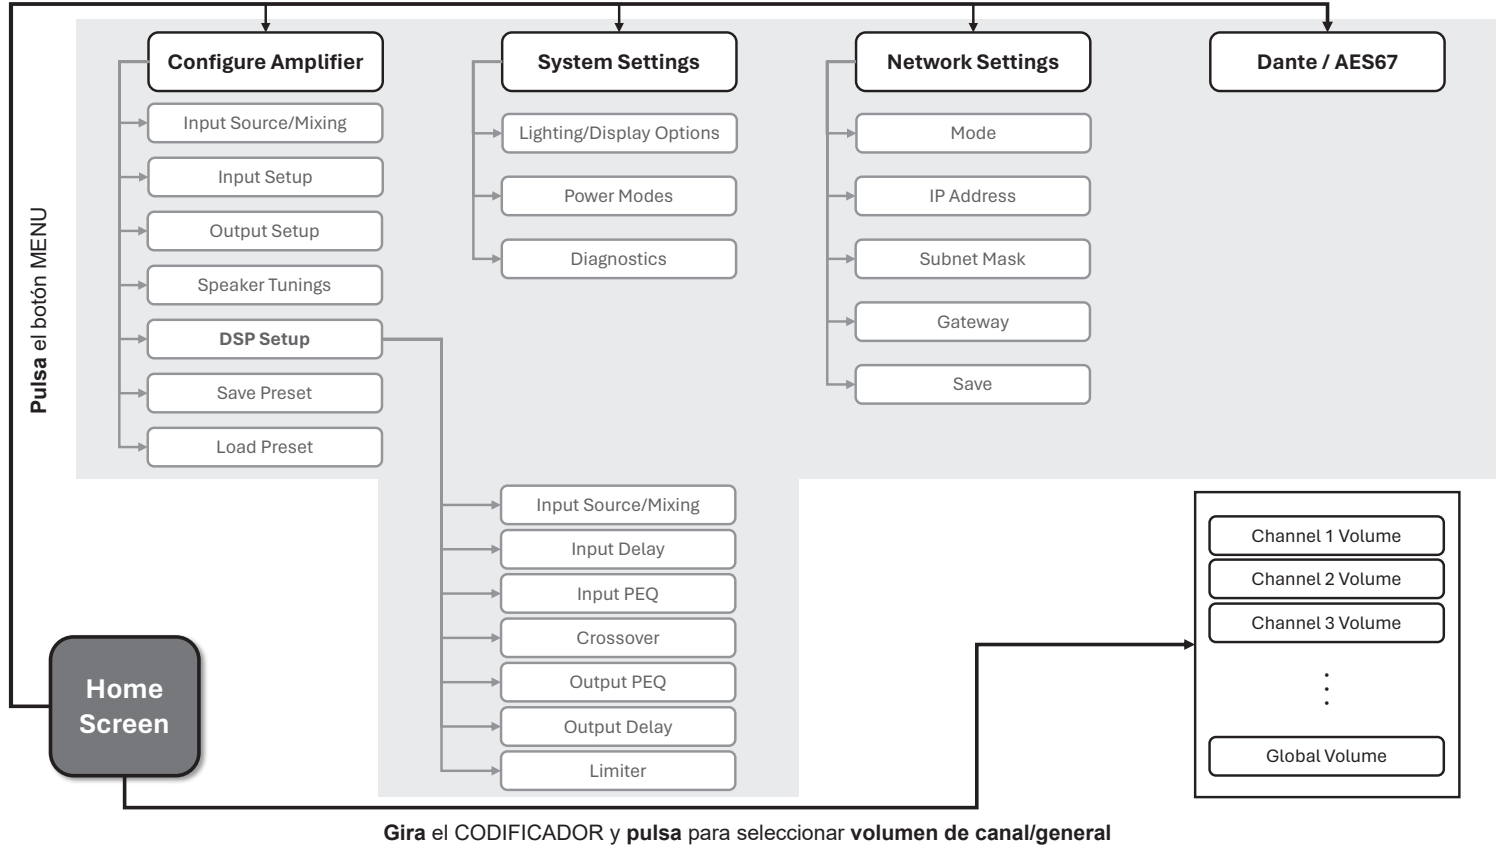 Configure Amplifier
Input Source/Mixing
Input Setup
Output Setup
Speaker Tunings
DSP Setup
Save Preset
Load Preset
System Settings
Lighting/Display Options
Power Modes
Diagnostics
Network Settings
Mode
IP Address
Subnet Mask
Gateway
Save
Dante / AES67
Pulsa el botón MENU
Input Source/Mixing
Input Delay
Input PEQ
Crossover
Output PEQ
Output Delay
Limiter
Home
Screen
Channel 1 Volume
Channel 2 Volume
Channel 3 Volume
Global Volume
Gira el CODIFICADOR y pulsa para seleccionar volumen de canal/general